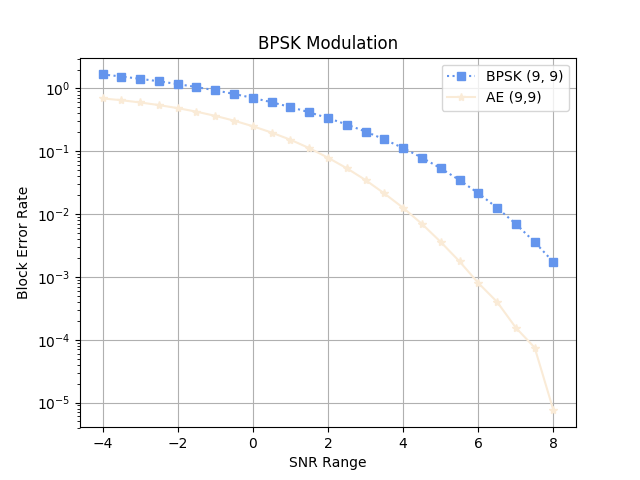 BPSK Modulation
BPSK (9, 9)
AE (9,9)
Block Error Rate
10⁰
10⁻¹
10⁻²
10⁻³
10⁻⁴
10⁻⁵
−4 −2 0 2 4 6 8
SNR Range